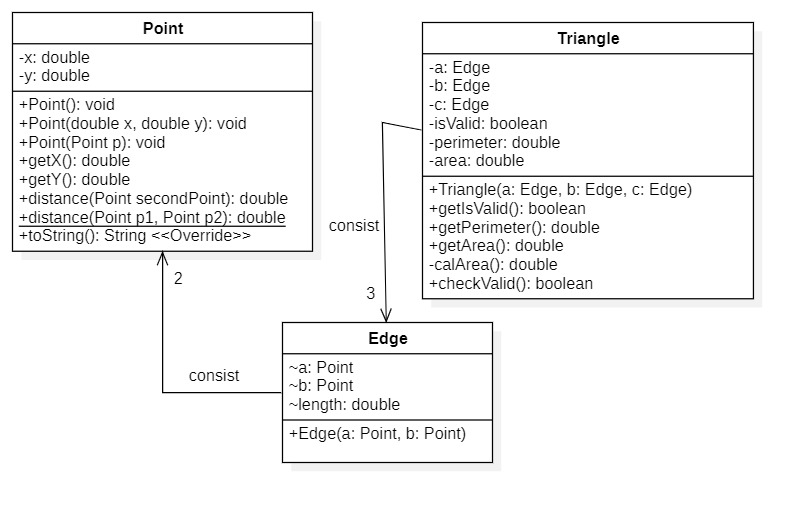 Point
-x: double
-y: double
+Point(): void
+Point(double x, double y): void
+Point(Point p): void
+getX(): double
+getY(): double
+distance(Point secondPoint): double
+distance(Point p1, Point p2): double
+toString(): String <<Override>>
Triangle
-a: Edge
-b: Edge
-c: Edge
-isValid: boolean
-perimeter: double
-area: double
+Triangle(a: Edge, b: Edge, c: Edge)
+getIsValid(): boolean
+getPerimeter(): double
+getArea(): double
-calArea(): double
+checkValid(): boolean
consist
3
2
consist
Edge
~a: Point
~b: Point
~length: double
+Edge(a: Point, b: Point)